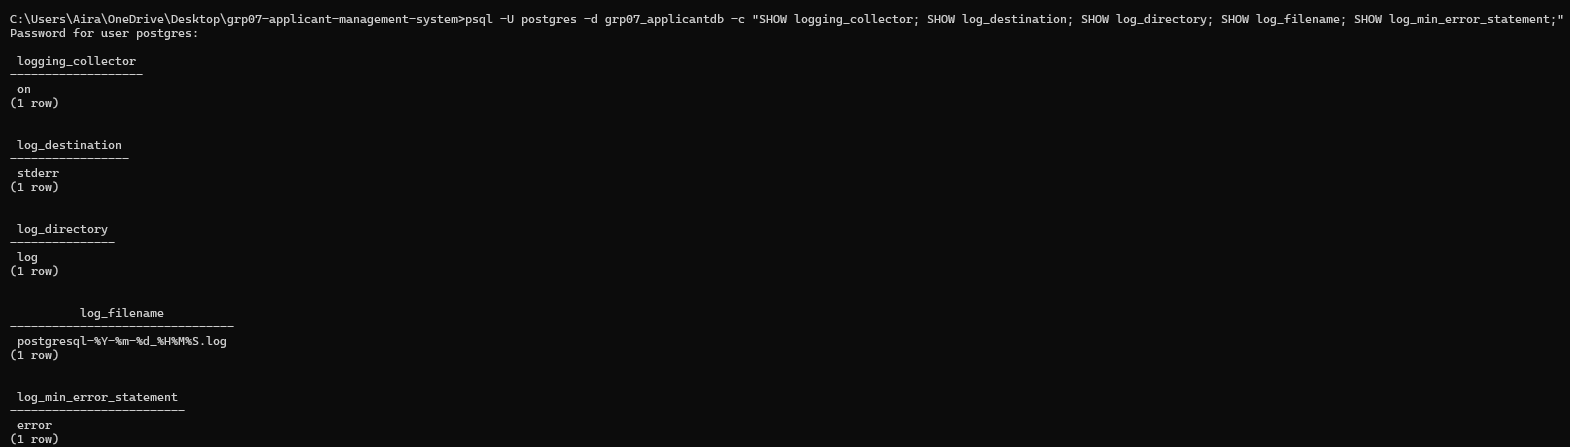 C:\Users\Aira\OneDrive\Desktop\grp07-applicant-management-system>psql -U postgres -d grp07_applicantdb -c "SHOW logging_collector; SHOW log_destination; SHOW log_directory; SHOW log_filename; SHOW log_min_error_statement;"
Password for user postgres:
logging_collector
-------------------
on
(1 row)
log_destination
-----------------
stderr
(1 row)
log_directory
---------------
log
(1 row)
log_filename
--------------------------------
postgresql-%Y-%m-%d_%H%M%S.log
(1 row)
log_min_error_statement
-------------------------
error
(1 row)